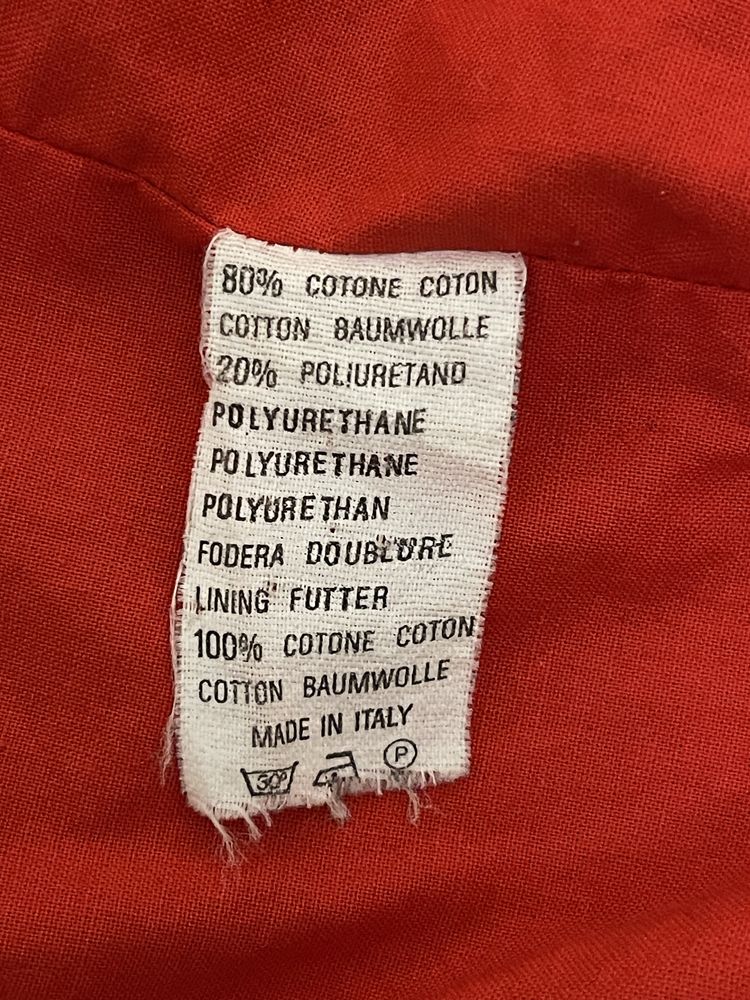 80% COTONE COTON
COTTON BAUMWOLLE
20% POLIURETANO
POLYURETHANE
POLYURETHANE
POLYURETHAN
FODERA DOUBLURE
LINING FUTTER
100% COTONE COTON
COTTON BAUMWOLLE
MADE IN ITALY
P